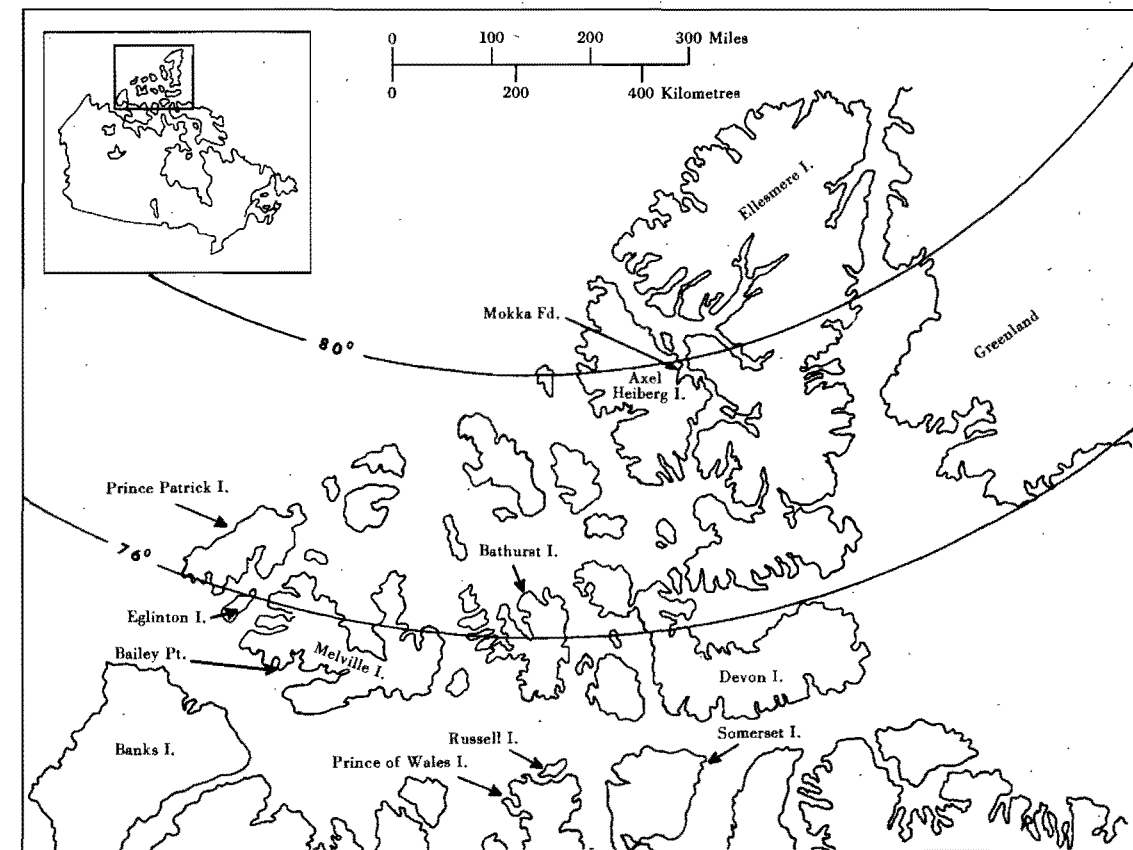 0 100 200 300 Miles
0 200 400 Kilometres
Ellesmere I.
Mokka Fd.
Greenland
80°
Axel
Heiberg I.
Prince Patrick I.
76°
Bathurst I.
Eglinton I.
Bailey Pt.
Melville I.
Devon I.
Banks I.
Russell I.
Somerset I.
Prince of Wales I.